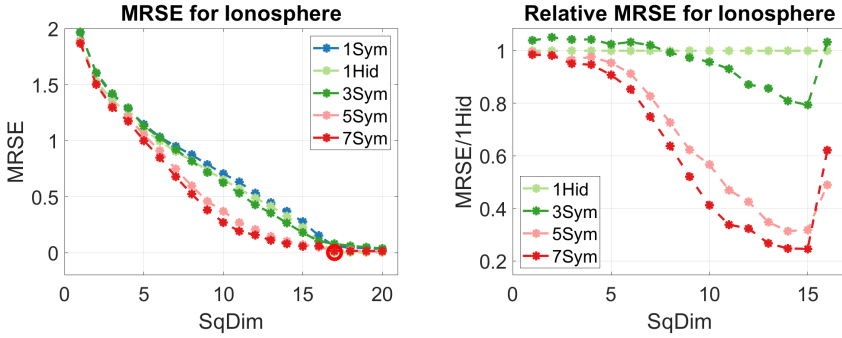 MRSE for Ionosphere
MRSE
2
1.5
1
0.5
0
0
5
10
15
20
SqDim
1Sym
1Hid
3Sym
5Sym
7Sym
Relative MRSE for Ionosphere
MRSE/1Hid
1
0.8
0.6
0.4
0.2
0
5
10
15
SqDim
1Hid
3Sym
5Sym
7Sym